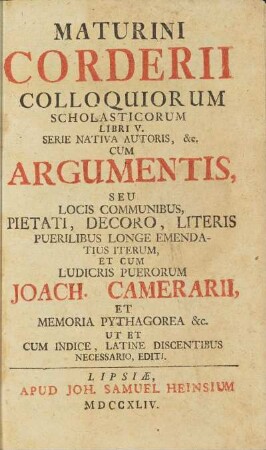 MATURINI
CORDERII
COLLOQUIORUM
SCHOLASTICORUM
LIBRI V.
SERIE NATIVA AUTORIS, &c.
CUM
ARGUMENTIS,
SEU
LOCIS COMMUNIBUS,
PIETATI, DECORO, LITERIS
PUERILIBUS LONGE EMENDA-
TIUS ITERUM,
ET CUM
LUDICRIS PUERORUM
JOACH. CAMERARII,
ET
MEMORIA PYTHAGOREA &c.
UT ET
CUM INDICE, LATINE DISCENTIBUS
NECESSARIO, EDITI.
LIPSIÆ,
APUD JOH. SAMUEL HEINSIUM
MDCCXLIV.